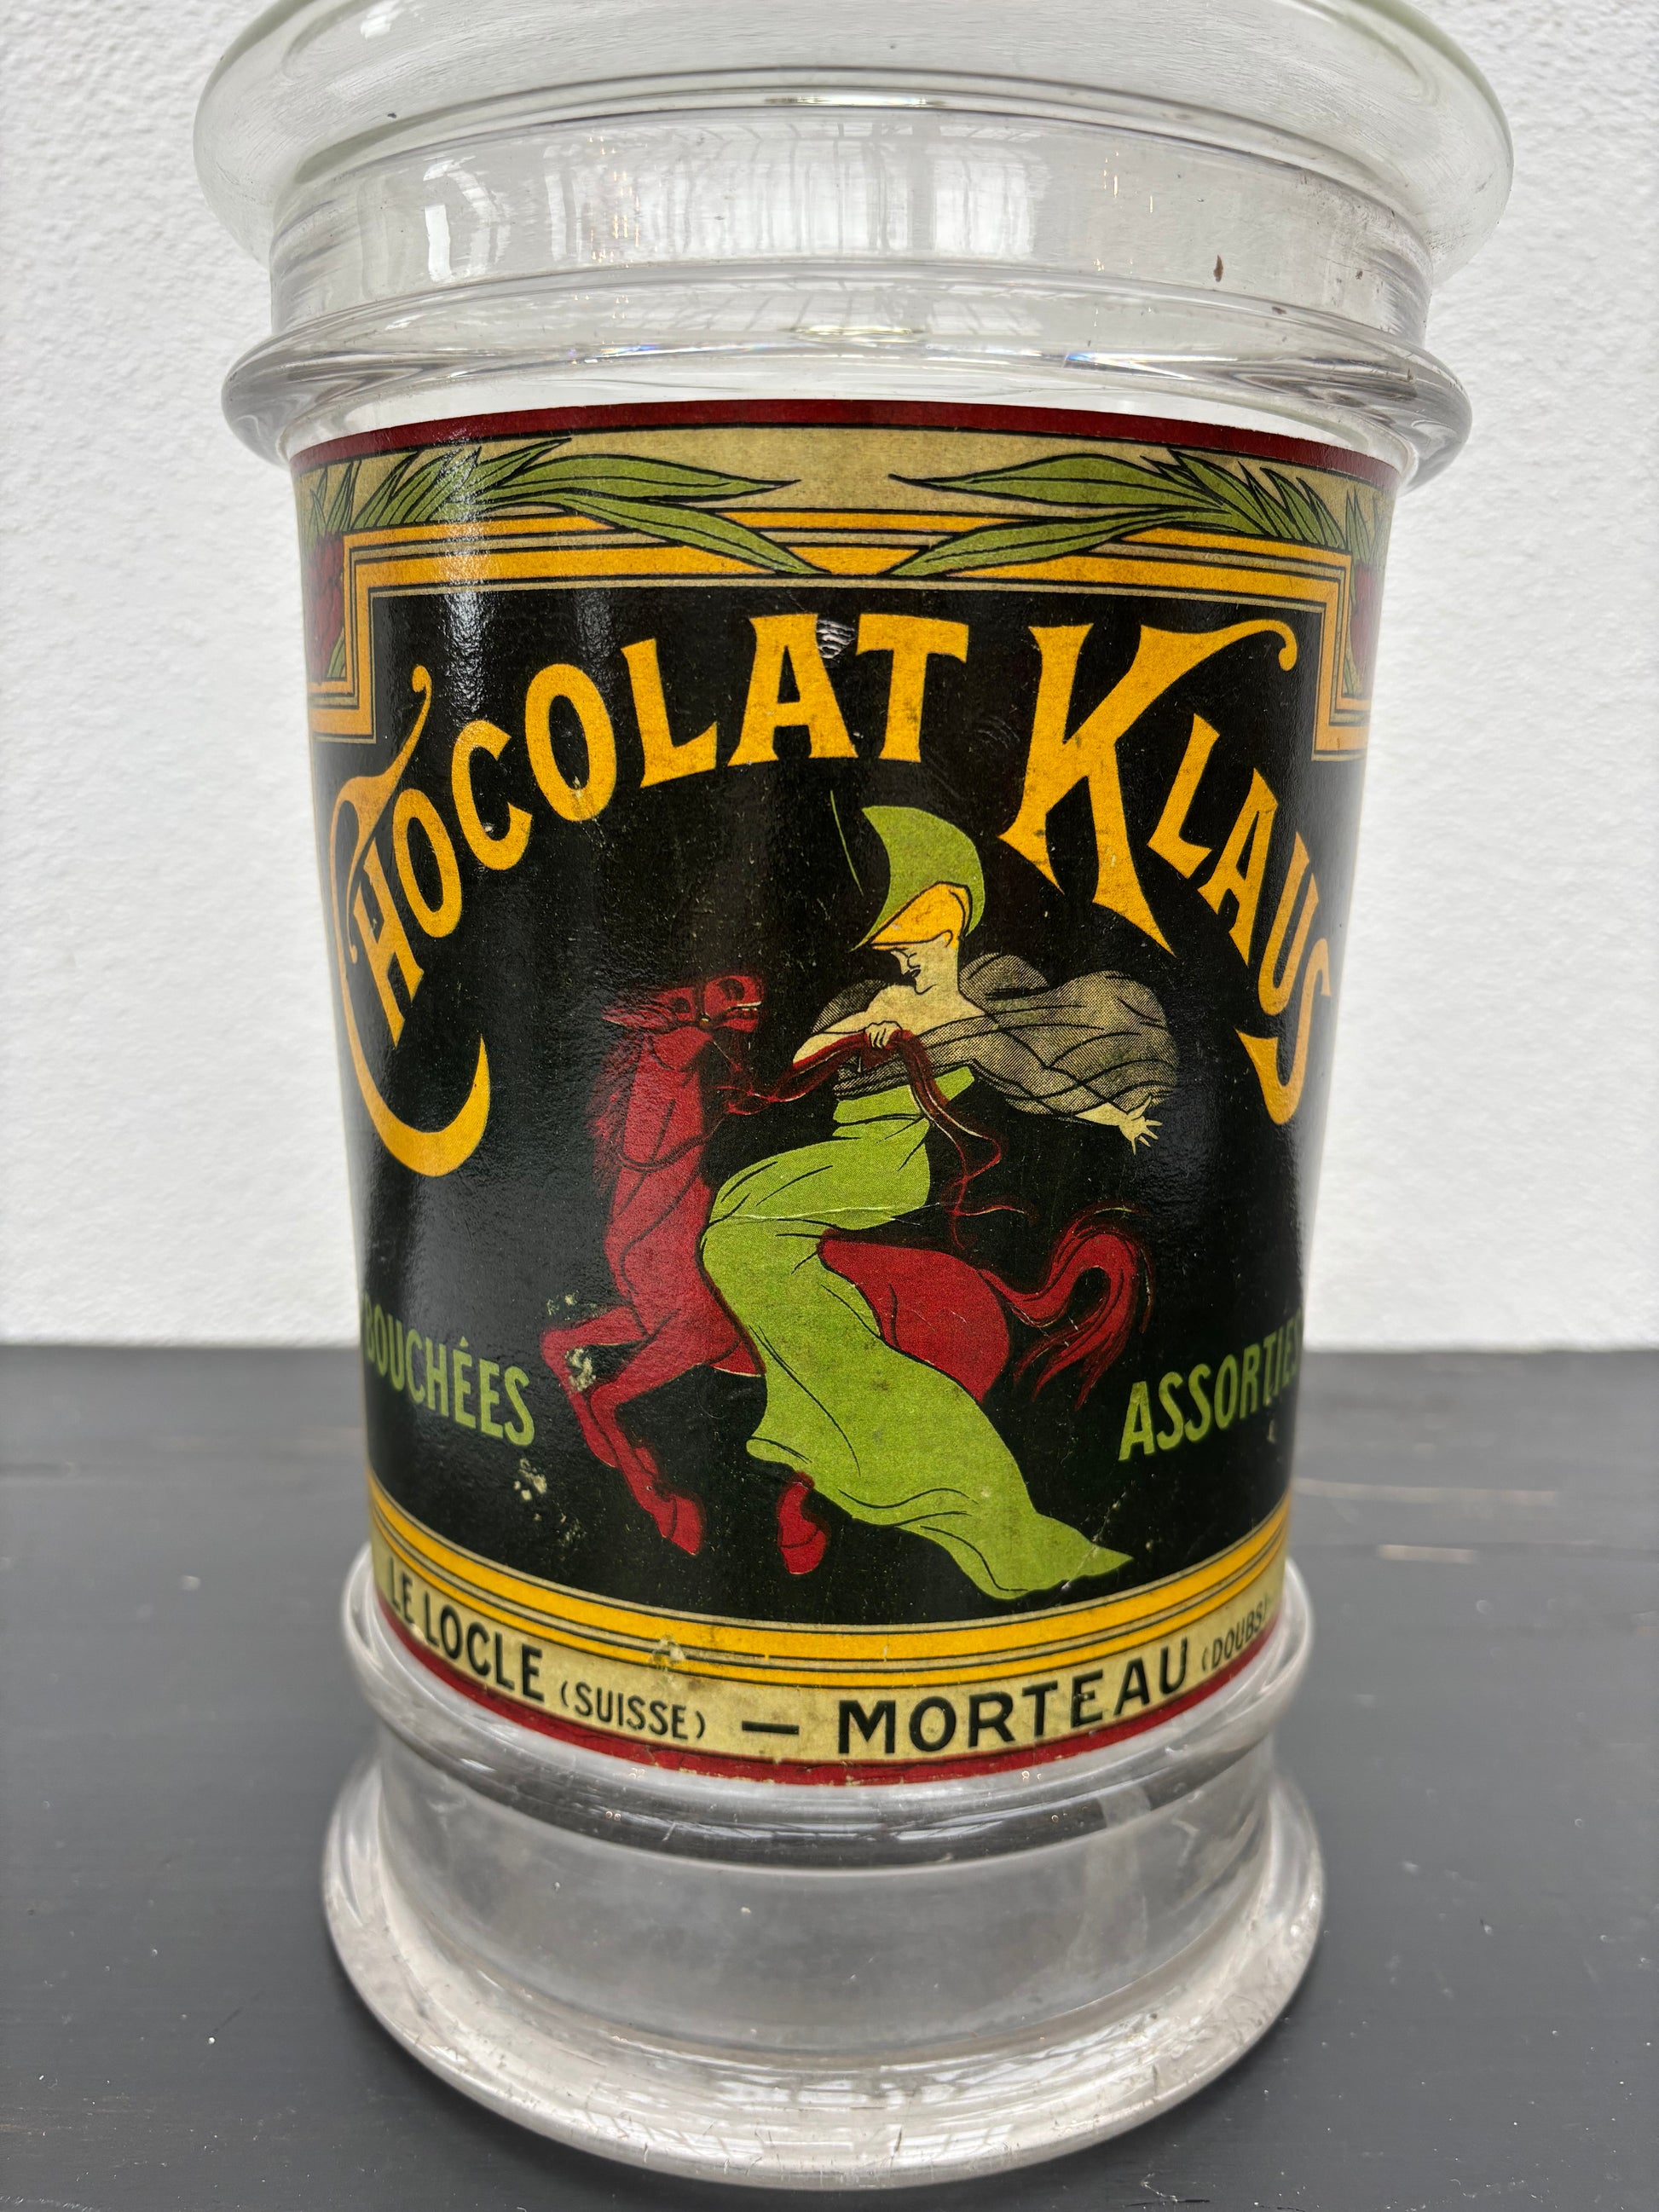 CHOCOLAT KLAUS
BOUCHÉES ASSORTIES
LE LOCLE (SUISSE) — MORTEAU (DOUBS)